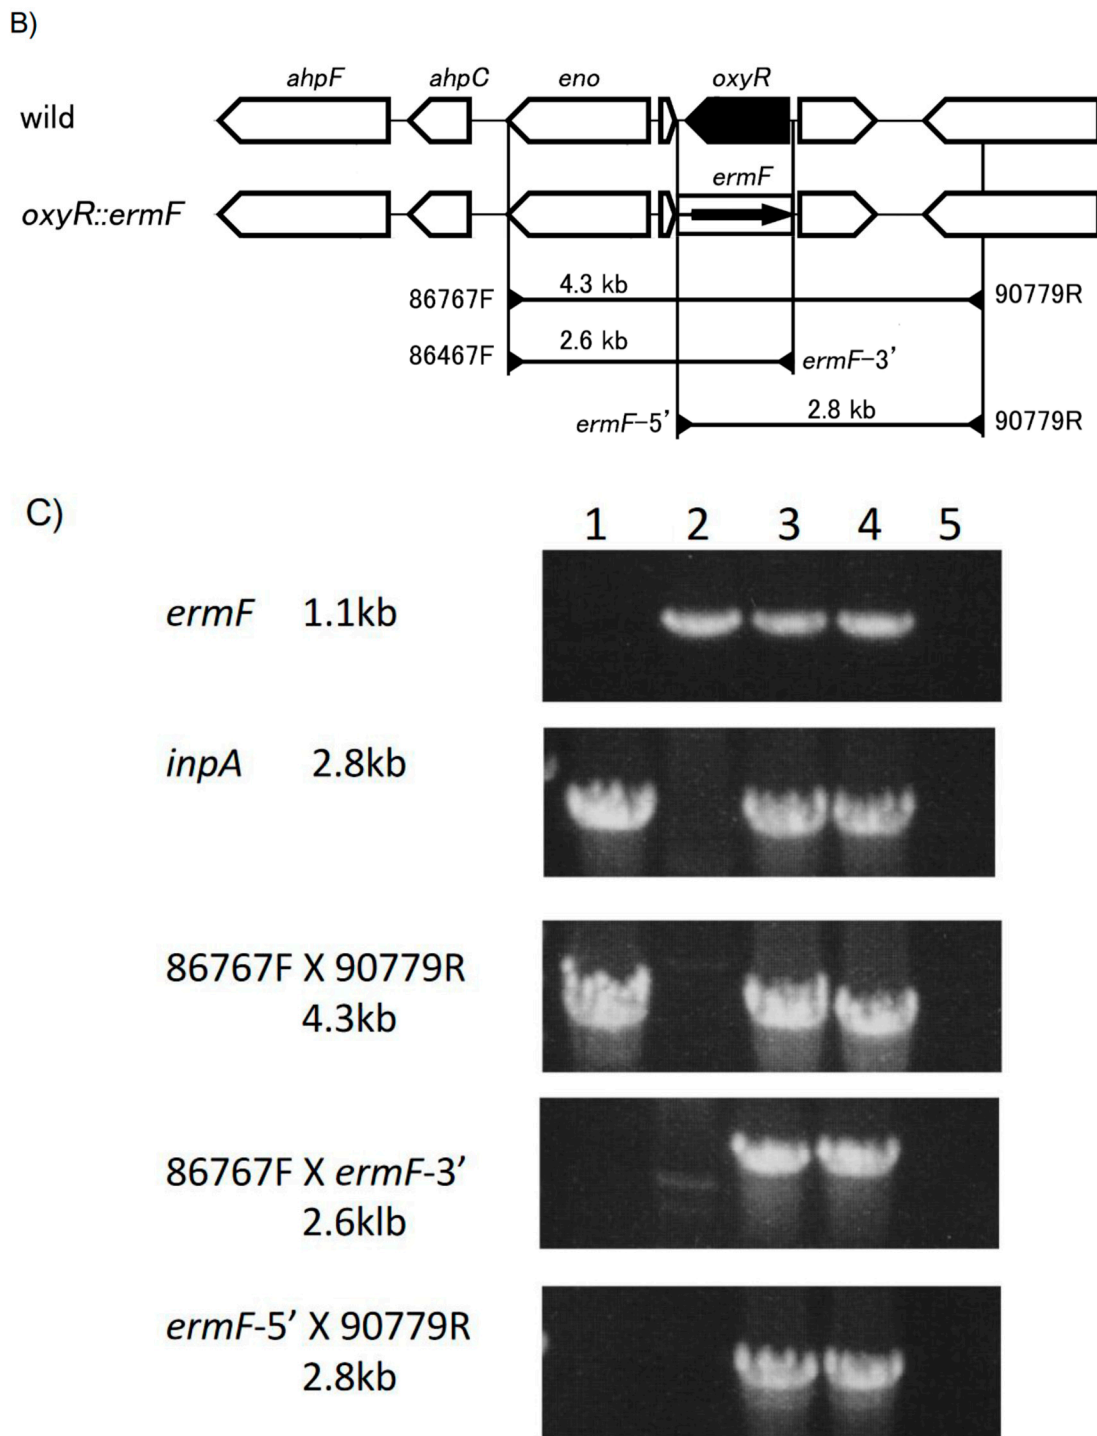 B)
ahpF ahpC eno oxyR
wild
ermF
oxyR::ermF
4.3 kb
86767F 90779R
2.6 kb
86467F ermF-3’
2.8 kb
ermF-5’ 90779R
C)
1 2 3 4 5
ermF 1.1kb
inpA 2.8kb
86767F X 90779R
4.3kb
86767F X ermF-3’
2.6klb
ermF-5’ X 90779R
2.8kb